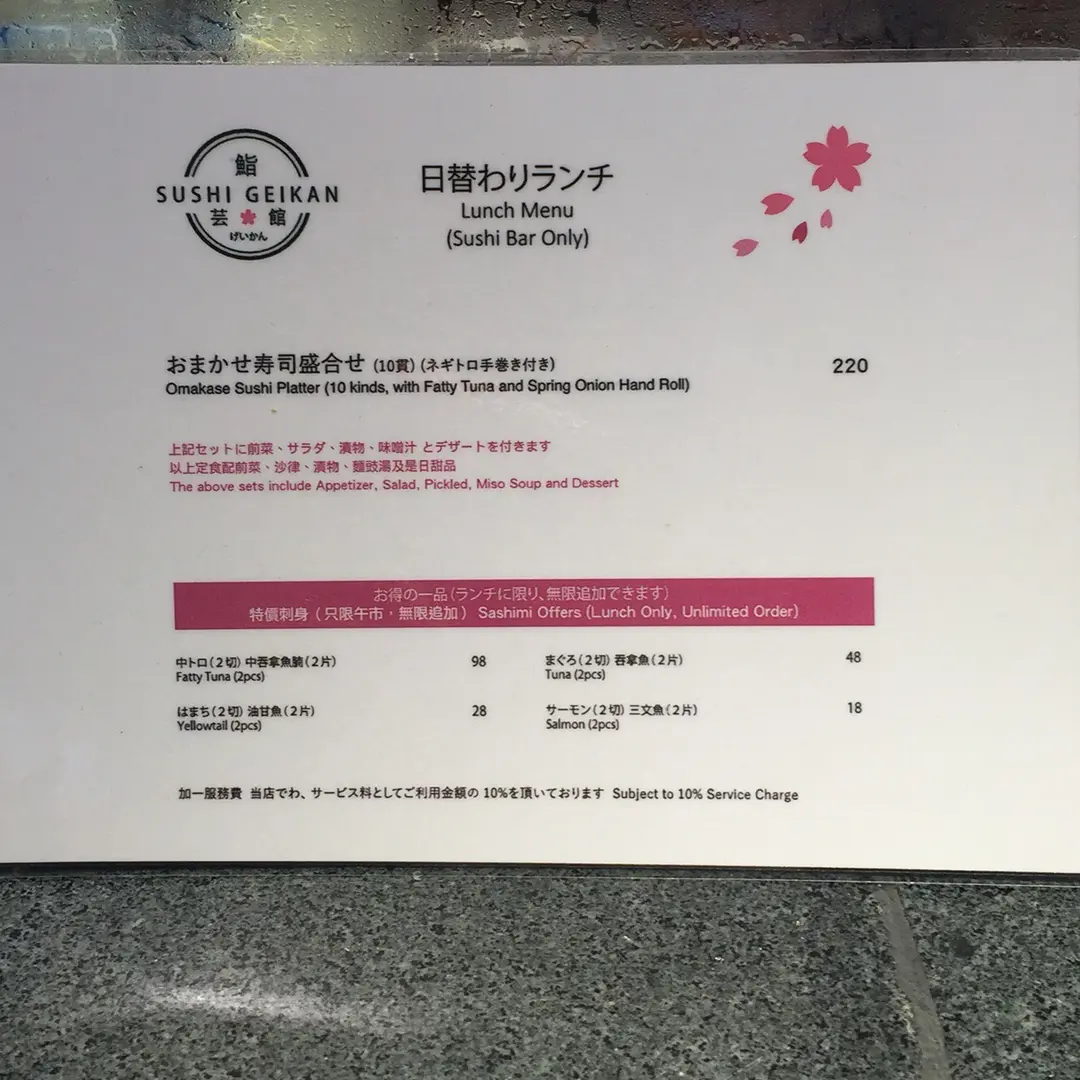 鮨
SUSHI GEIKAN
芸 館
げいかん
日替わりランチ
Lunch Menu
(Sushi Bar Only)
おまかせ寿司盛合せ (10貫) (ネギトロ手巻き付き) 220
Omakase Sushi Platter (10 kinds, with Fatty Tuna and Spring Onion Hand Roll)
上記セットに前菜、サラダ、漬物、味噌汁 とデザートを付きます
以上定食配前菜、沙律、漬物、麵豉湯及是日甜品
The above sets include Appetizer, Salad, Pickled, Miso Soup and Dessert
お得の一品(ランチに限り、無限追加できます)
特價刺身(只限午市,無限追加) Sashimi Offers (Lunch Only, Unlimited Order)
中トロ(2切) 中吞拿魚腩(2片) 98
Fatty Tuna (2pcs)
まぐろ(2切) 吞拿魚(2片) 48
Tuna (2pcs)
はまち(2切) 油甘魚(2片) 28
Yellowtail (2pcs)
サーモン(2切) 三文魚(2片) 18
Salmon (2pcs)
加一服務費 当店でわ、サービス料としてご利用金額の 10%を頂いております Subject to 10% Service Charge